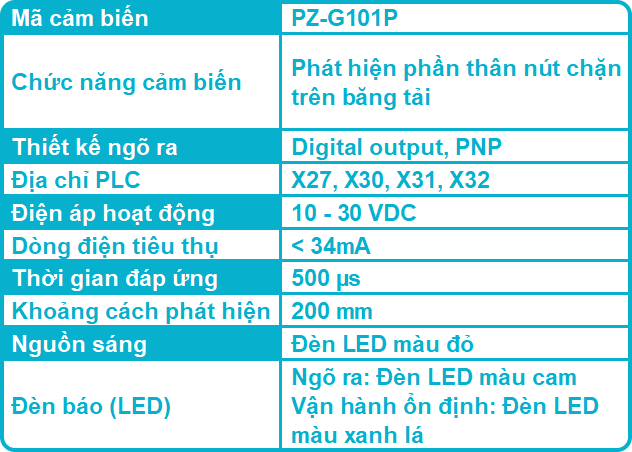 Mã cảm biến
PZ-G101P
Chức năng cảm biến
Phát hiện phần thân nút chặn
trên băng tải
Thiết kế ngõ ra
Digital output, PNP
Địa chỉ PLC
X27, X30, X31, X32
Điện áp hoạt động
10 - 30 VDC
Dòng điện tiêu thụ
< 34mA
Thời gian đáp ứng
500 µs
Khoảng cách phát hiện
200 mm
Nguồn sáng
Đèn LED màu đỏ
Đèn báo (LED)
Ngõ ra: Đèn LED màu cam
Vận hành ổn định: Đèn LED
màu xanh lá